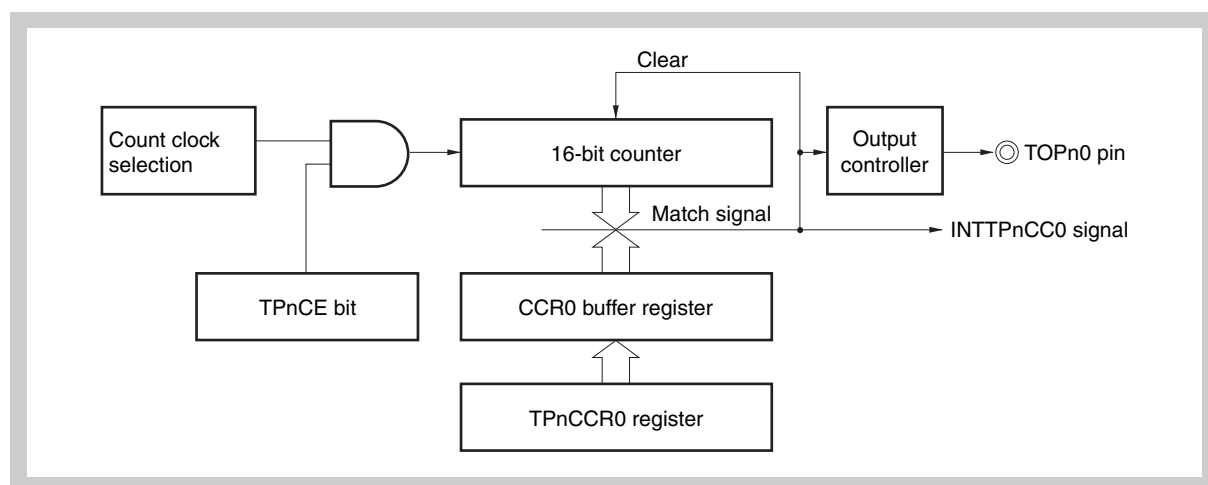 Clear
Count clock
selection
16-bit counter
Output
controller
TOPn0 pin
Match signal
INTTPnCC0 signal
TPnCE bit
CCR0 buffer register
TPnCCR0 register